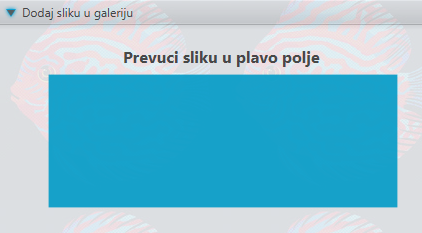 Dodaj sliku u galeriju
Prevuci sliku u plavo polje